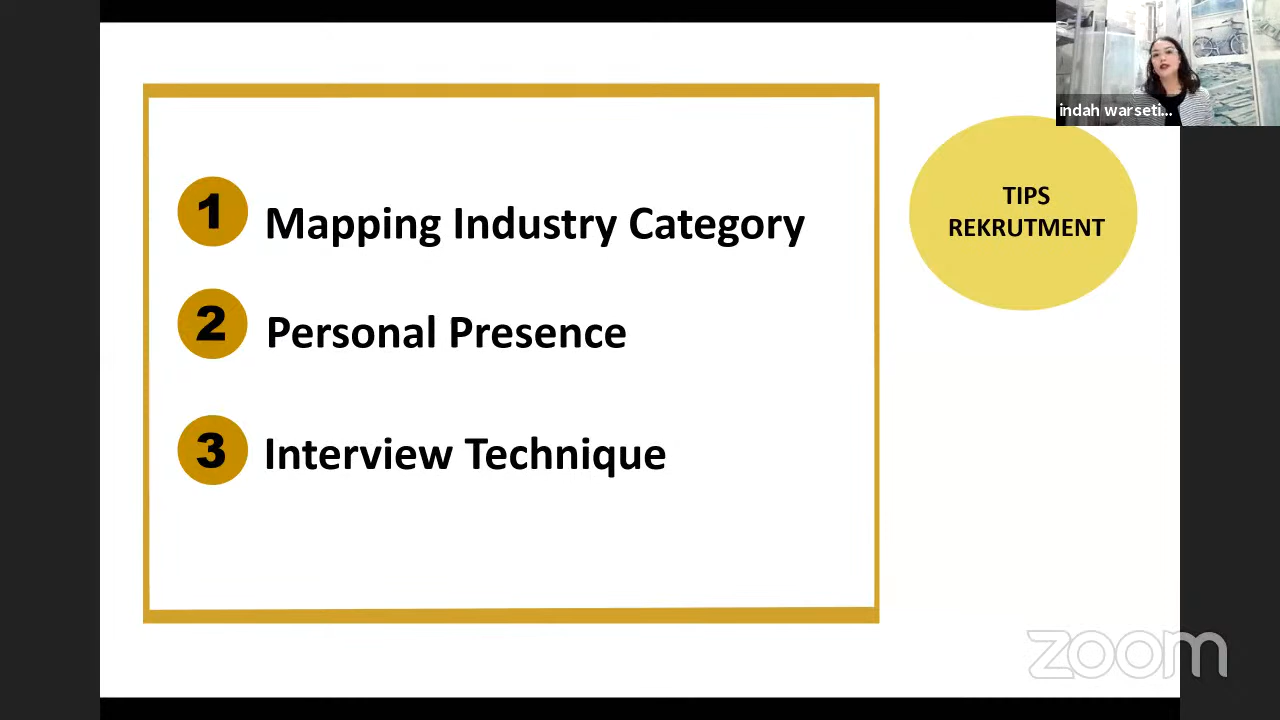 1 Mapping Industry Category
2 Personal Presence
3 Interview Technique
TIPS
REKRUTMENT
indah warseti...
zoom